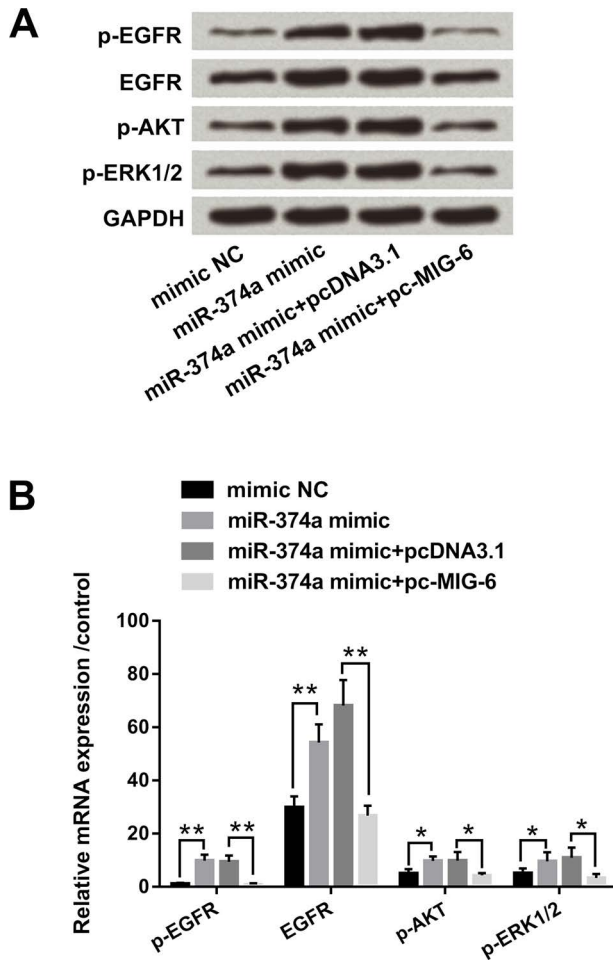 A
p-EGFR
EGFR
p-AKT
p-ERK1/2
GAPDH
mimic NC
miR-374a mimic
miR-374a mimic+pcDNA3.1
miR-374a mimic+pc-MIG-6
B
mimic NC
miR-374a mimic
miR-374a mimic+pcDNA3.1
miR-374a mimic+pc-MIG-6
Relative mRNA expression /control
100
80
60
40
20
0
** ** ** ** * * * *
p-EGFR EGFR p-AKT p-ERK1/2